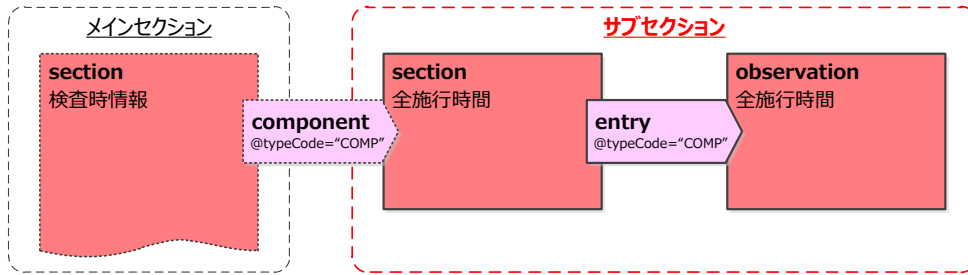 メインセクション
section
検査時情報
component
@typeCode=“COMP”
サブセクション
section
全施行時間
entry
@typeCode=“COMP”
observation
全施行時間